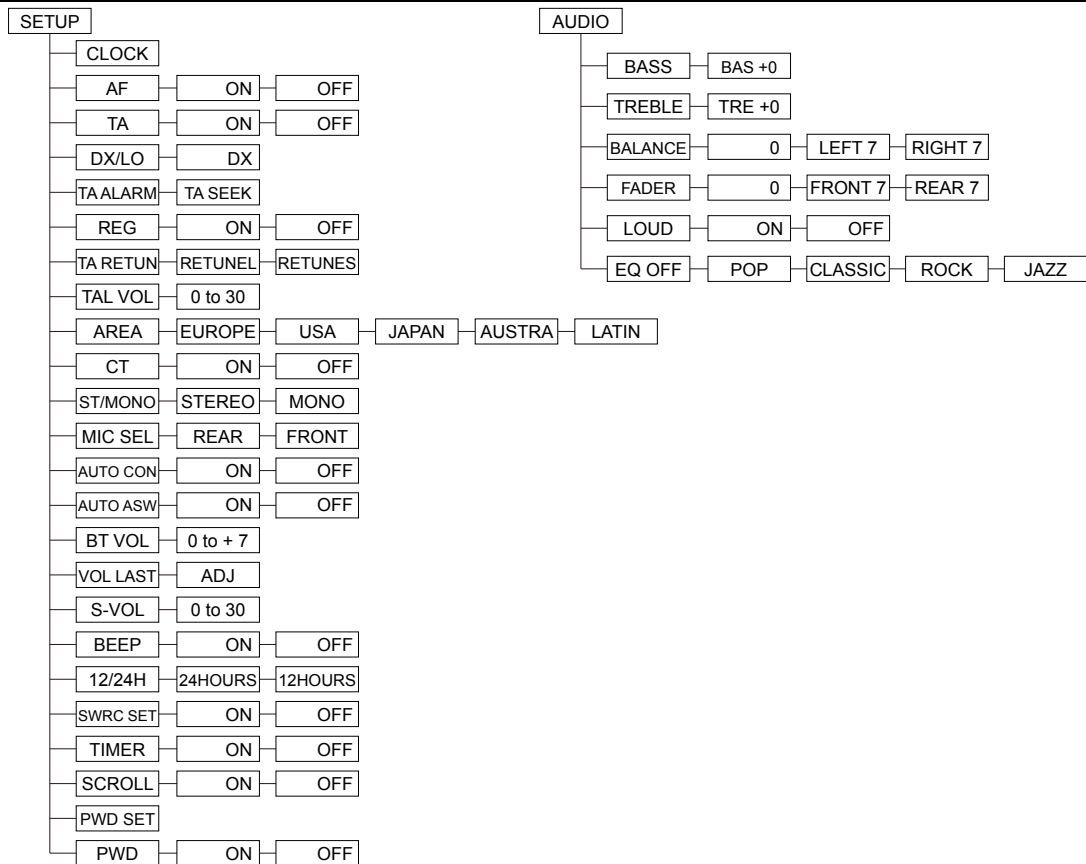 SETUP
CLOCK
AF ON OFF
TA ON OFF
DX/LO DX
TA ALARM TA SEEK
REG ON OFF
TA RETUN RETUNEL RETUNES
TAL VOL 0 to 30
AREA EUROPE USA JAPAN AUSTRA LATIN
CT ON OFF
ST/MONO STEREO MONO
MIC SEL REAR FRONT
AUTO CON ON OFF
AUTO ASW ON OFF
BT VOL 0 to + 7
VOL LAST ADJ
S-VOL 0 to 30
BEEP ON OFF
12/24H 24HOURS 12HOURS
SWRC SET ON OFF
TIMER ON OFF
SCROLL ON OFF
PWD SET
PWD ON OFF
AUDIO
BASS BAS +0
TREBLE TRE +0
BALANCE 0 LEFT 7 RIGHT 7
FADER 0 FRONT 7 REAR 7
LOUD ON OFF
EQ OFF POP CLASSIC ROCK JAZZ